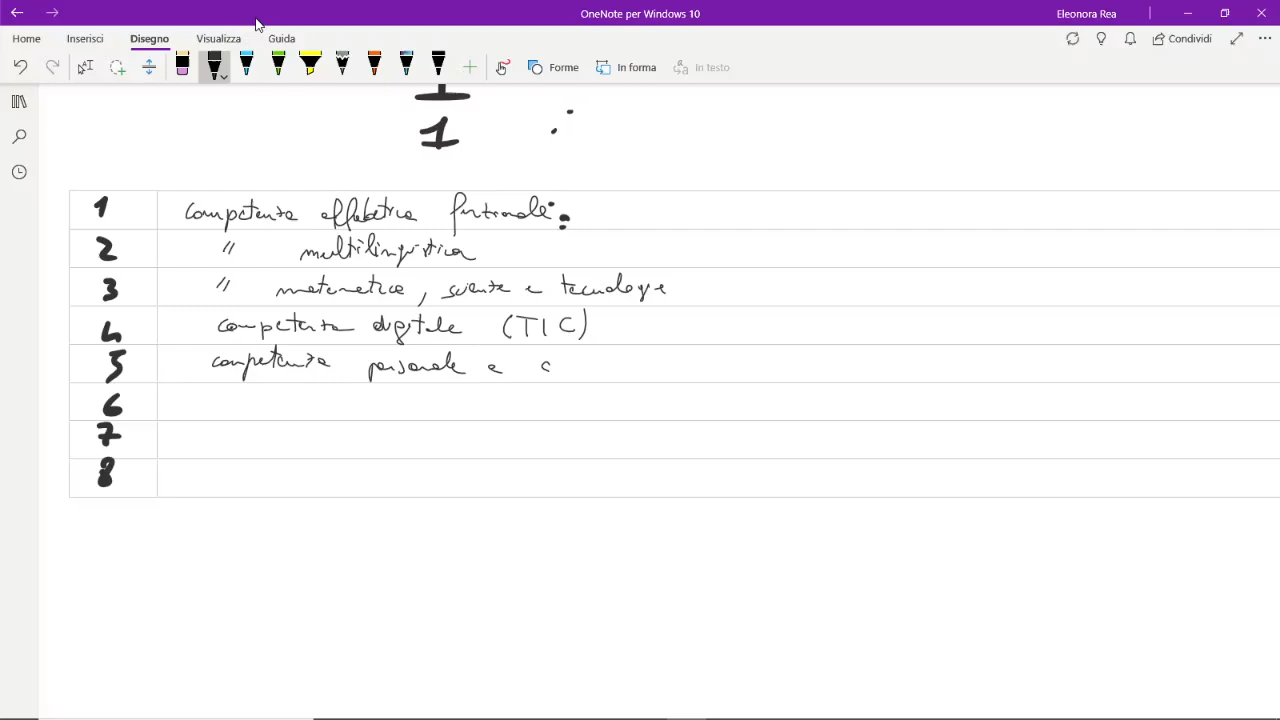 OneNote per Windows 10
Eleonora Rea
Home Inserisci Disegno Visualizza Guida
Condividi
Forme In forma In testo
1
1 competenza alfabetica funzionale:
2 " multilinguistica
3 " matematica, scienze e tecnologie
4 competenza digitale (TIC)
5 competenza personale e
6
7
8